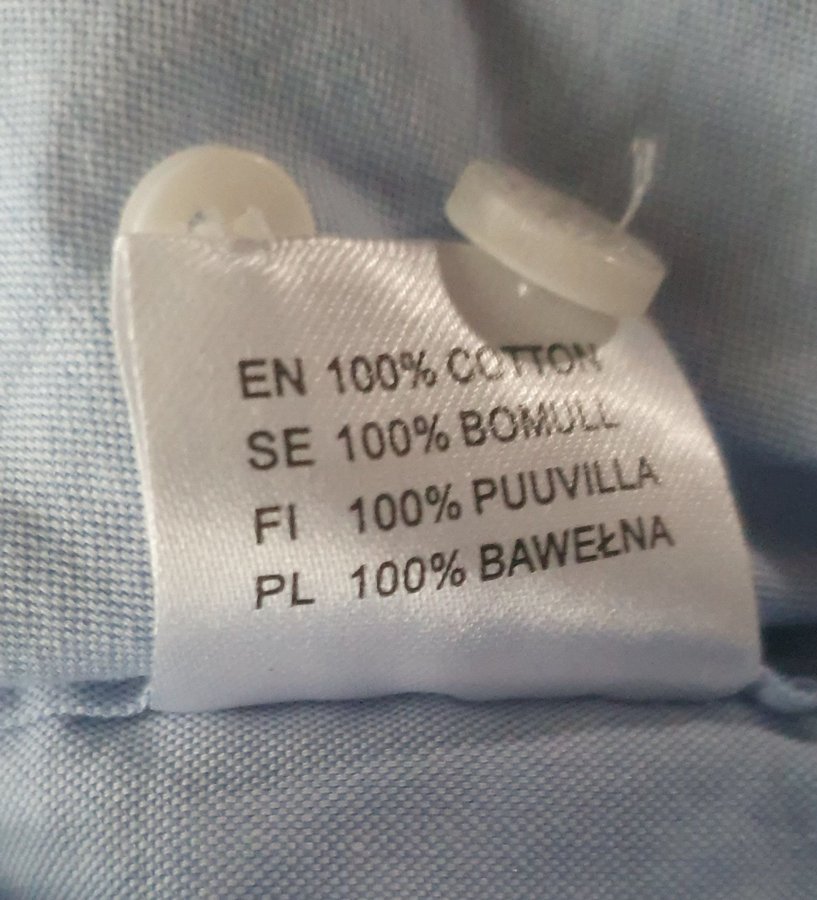 EN 100% COTTON
SE 100% BOMULL
FI 100% PUUVILLA
PL 100% BAWEŁNA